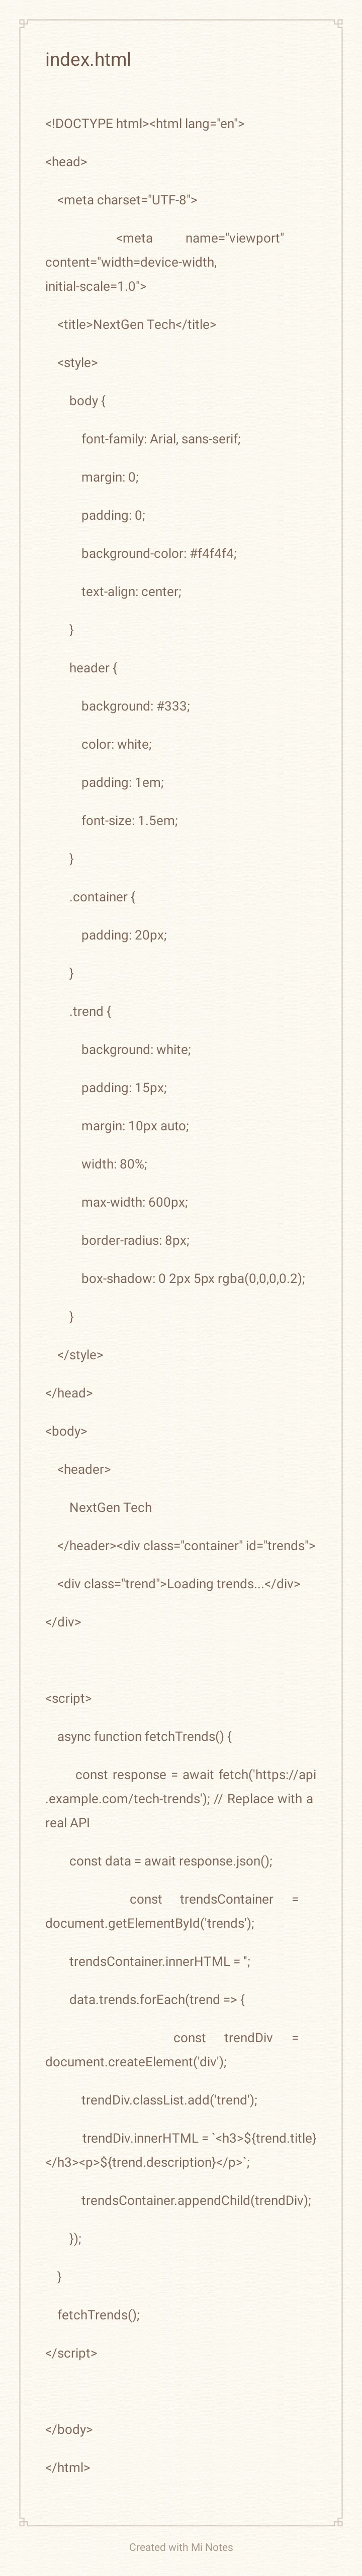 index.html
<!DOCTYPE html><html lang="en">
<head>
<meta charset="UTF-8">
<meta name="viewport"
content="width=device-width,
initial-scale=1.0">
<title>NextGen Tech</title>
<style>
body {
font-family: Arial, sans-serif;
margin: 0;
padding: 0;
background-color: #f4f4f4;
text-align: center;
}
header {
background: #333;
color: white;
padding: 1em;
font-size: 1.5em;
}
.container {
padding: 20px;
}
.trend {
background: white;
padding: 15px;
margin: 10px auto;
width: 80%;
max-width: 600px;
border-radius: 8px;
box-shadow: 0 2px 5px rgba(0,0,0,0.2);
}
</style>
</head>
<body>
<header>
NextGen Tech
</header><div class="container" id="trends">
<div class="trend">Loading trends...</div>
</div>
<script>
async function fetchTrends() {
const response = await fetch('https://api
.example.com/tech-trends'); // Replace with a
real API
const data = await response.json();
const trendsContainer =
document.getElementById('trends');
trendsContainer.innerHTML = '';
data.trends.forEach(trend => {
const trendDiv =
document.createElement('div');
trendDiv.classList.add('trend');
trendDiv.innerHTML = `<h3>${trend.title}
</h3><p>${trend.description}</p>`;
trendsContainer.appendChild(trendDiv);
});
}
fetchTrends();
</script>
</body>
</html>
Created with Mi Notes